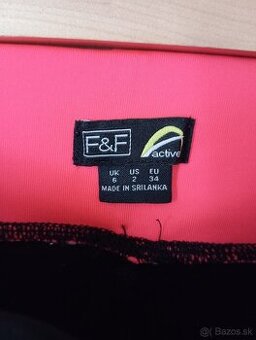 F&F
active
UK US EU
6 2 34
MADE IN SRILANKA
Bazos.sk